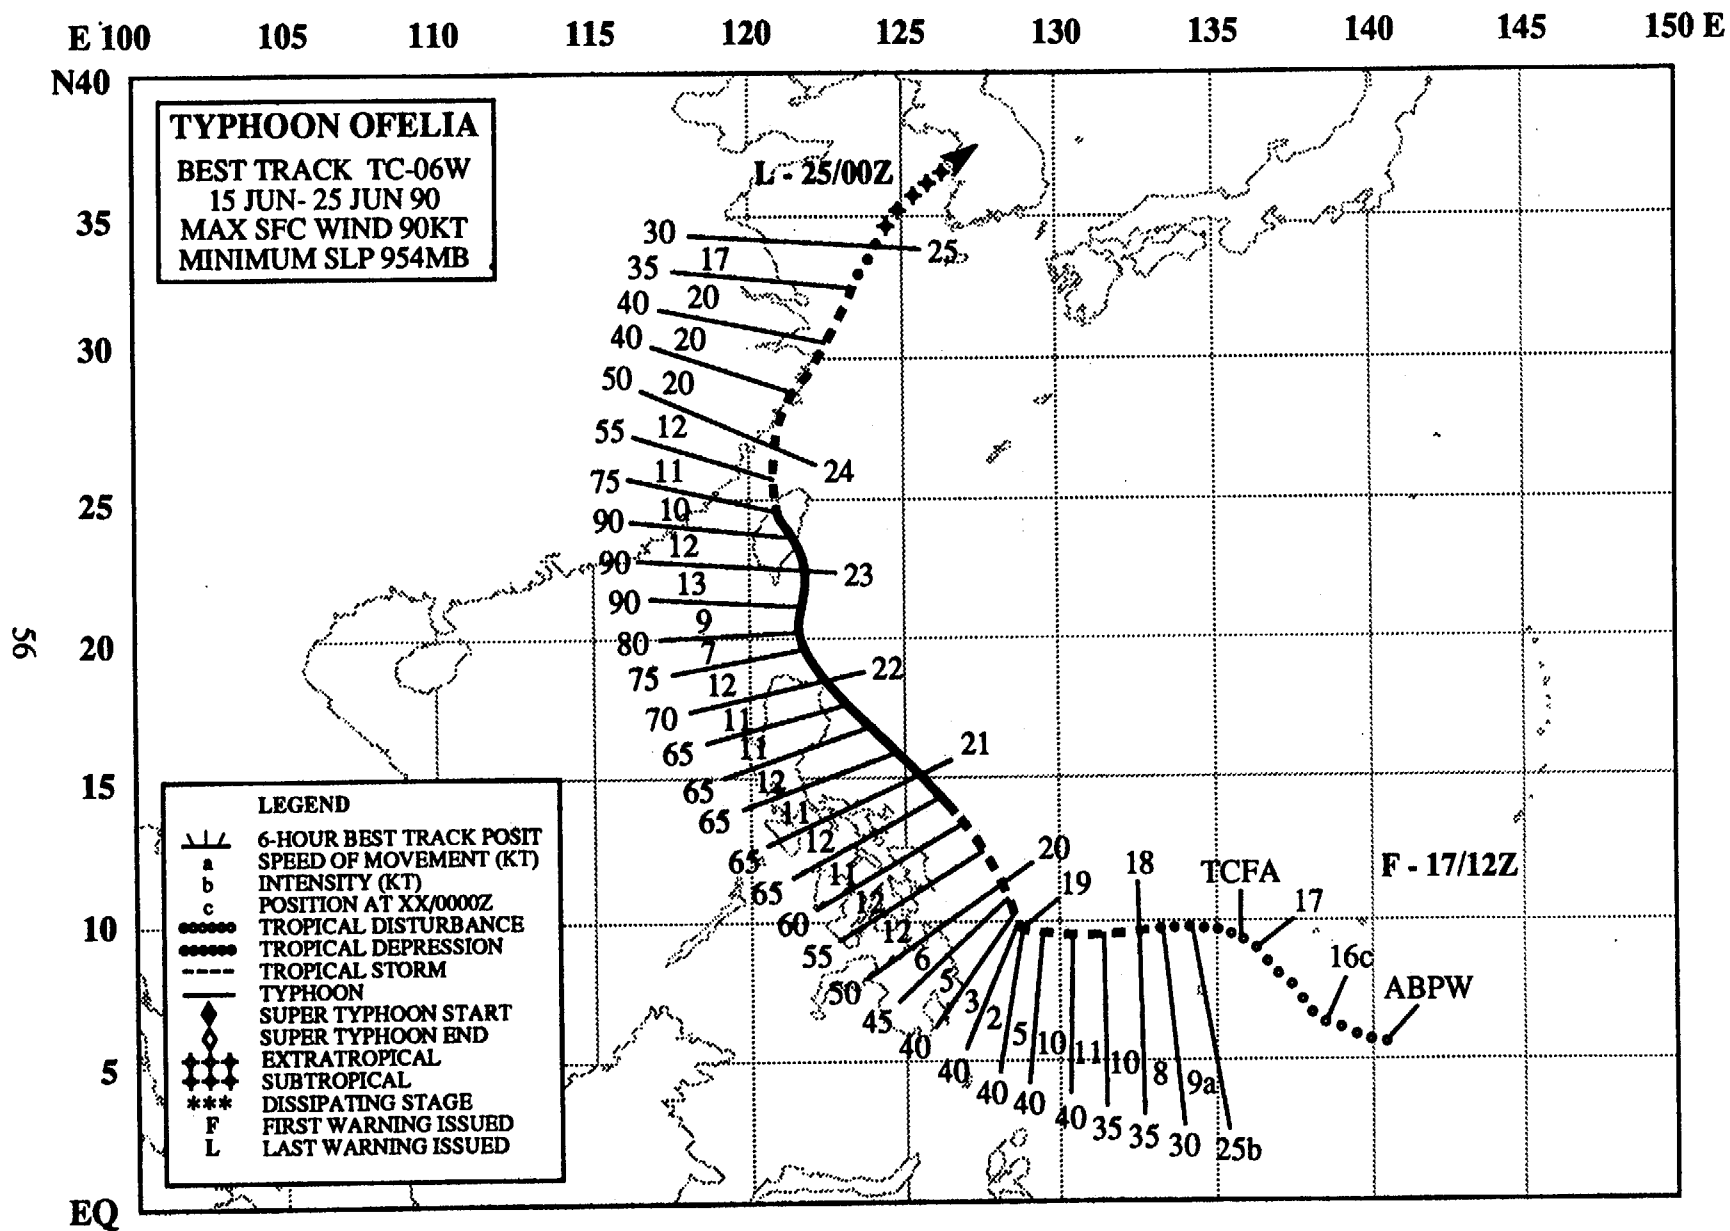 E 100 105 110 115 120 125 130 135 140 145 150 E
N40
TYPHOON OFELIA
BEST TRACK TC-06W
15 JUN- 25 JUN 90
MAX SFC WIND 90KT
MINIMUM SLP 954MB
L - 25/00Z
35
30
25
35
17
40
20
30
40
20
50
20
55
12
24
75
11
25
90
10
90
12
23
90
13
80
9
20
75
7
22
70
12
65
11
21
65
11
65
12
15
65
11
65
12
60
11
55
12
50
12
20
45
6
19
40
5
18
40
3
TCFA
40
2
17
F - 17/12Z
40
5
16c
40
10
ABPW
35
11
35
10
30
8
25b
9a
10
5
EQ
56
LEGEND
6-HOUR BEST TRACK POSIT
a SPEED OF MOVEMENT (KT)
b INTENSITY (KT)
c POSITION AT XX/0000Z
TROPICAL DISTURBANCE
TROPICAL DEPRESSION
TROPICAL STORM
TYPHOON
SUPER TYPHOON START
SUPER TYPHOON END
EXTRATROPICAL
SUBTROPICAL
*** DISSIPATING STAGE
F FIRST WARNING ISSUED
L LAST WARNING ISSUED